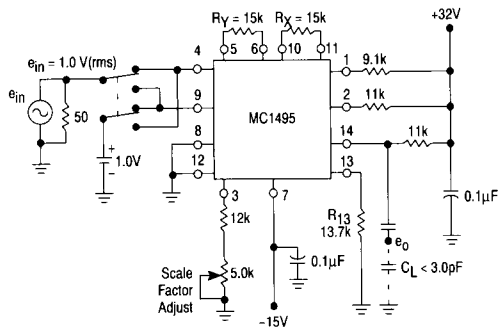 R_Y = 15k
R_X = 15k
+32V
e_in = 1.0 V(rms)
4
5
6
10
11
1
9.1k
e_in
50
9
2
11k
MC1495
8
14
11k
+
1.0V
–
12
13
3
7
0.1µF
12k
R_13
13.7k
e_o
Scale
Factor
Adjust
5.0k
0.1µF
C_L < 3.0pF
–15V